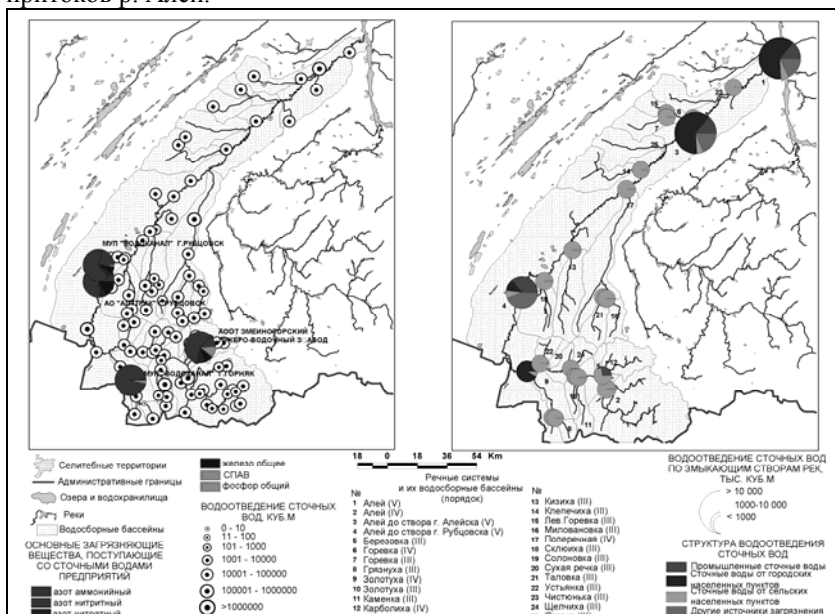 притоков р. Алей.
МУП "ВОДОКАНАЛ" Г.РУБЦОВСК
АО "АЛТТРАК" Г.РУБЦОВСК
АООТ ЗМЕИНОГОРСКИЙ
МУП "ВОДОКАНАЛ" Г.ГОРНЯК
18 0 18 36 54 Km
Селитебные территории
Административные границы
Озера и водохранилища
Реки
Водосборные бассейны
ОСНОВНЫЕ ЗАГРЯЗНЯЮЩИЕ
ВЕЩЕСТВА, ПОСТУПАЮЩИЕ
СО СТОЧНЫМИ ВОДАМИ
ПРЕДПРИЯТИЙ
азот аммонийный
азот нитритный
азот нитратный
железо общее
СПАВ
фосфор общий
ВОДООТВЕДЕНИЕ СТОЧНЫХ
ВОД, КУБ.М
0 - 10
11 - 100
101 - 1000
1001 - 10000
10001 - 100000
100001 - 1000000
>1000000
Речные системы
и их водосборные бассейны
(порядок)
№
1 Алей (V)
2 Алей (IV)
3 Алей до створа г. Алейска (V)
4 Алей до створа г. Рубцовска (V)
5 Березовка (III)
6 Горевка (IV)
7 Горевка (III)
8 Грязнуха (III)
9 Золотуха (IV)
10 Золотуха (III)
11 Каменка (III)
12 Карболиха (IV)
№
13 Кизиха (III)
14 Клепечиха (III)
15 Лев.Горевка (III)
16 Миловановка (III)
17 Поперечная (IV)
18 Склюиха (III)
19 Солоновка (III)
20 Сухая речка (III)
21 Таловка (III)
22 Устьянка (III)
23 Чистюнька (III)
24 Щелчиха (III)
ВОДООТВЕДЕНИЕ СТОЧНЫХ ВОД
ПО ЗМЫКАЮЩИМ СТВОРАМ РЕК,
ТЫС. КУБ.М
> 10 000
1000-10 000
< 1000
СТРУКТУРА ВОДООТВЕДЕНИЯ
СТОЧНЫХ ВОД
Промышленные сточные воды
Сточные воды от городских
населенных пунктов
Сточные воды от сельских
населенных пунктов
Другие источники загрязнения